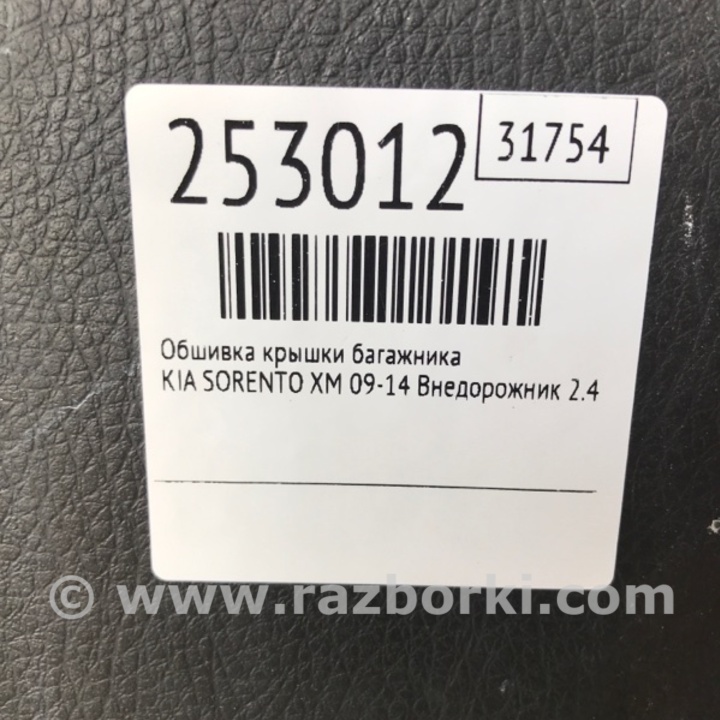 253012
31754
Обшивка крышки багажника
KIA SORENTO XM 09-14 Внедорожник 2.4
© www.razborki.com